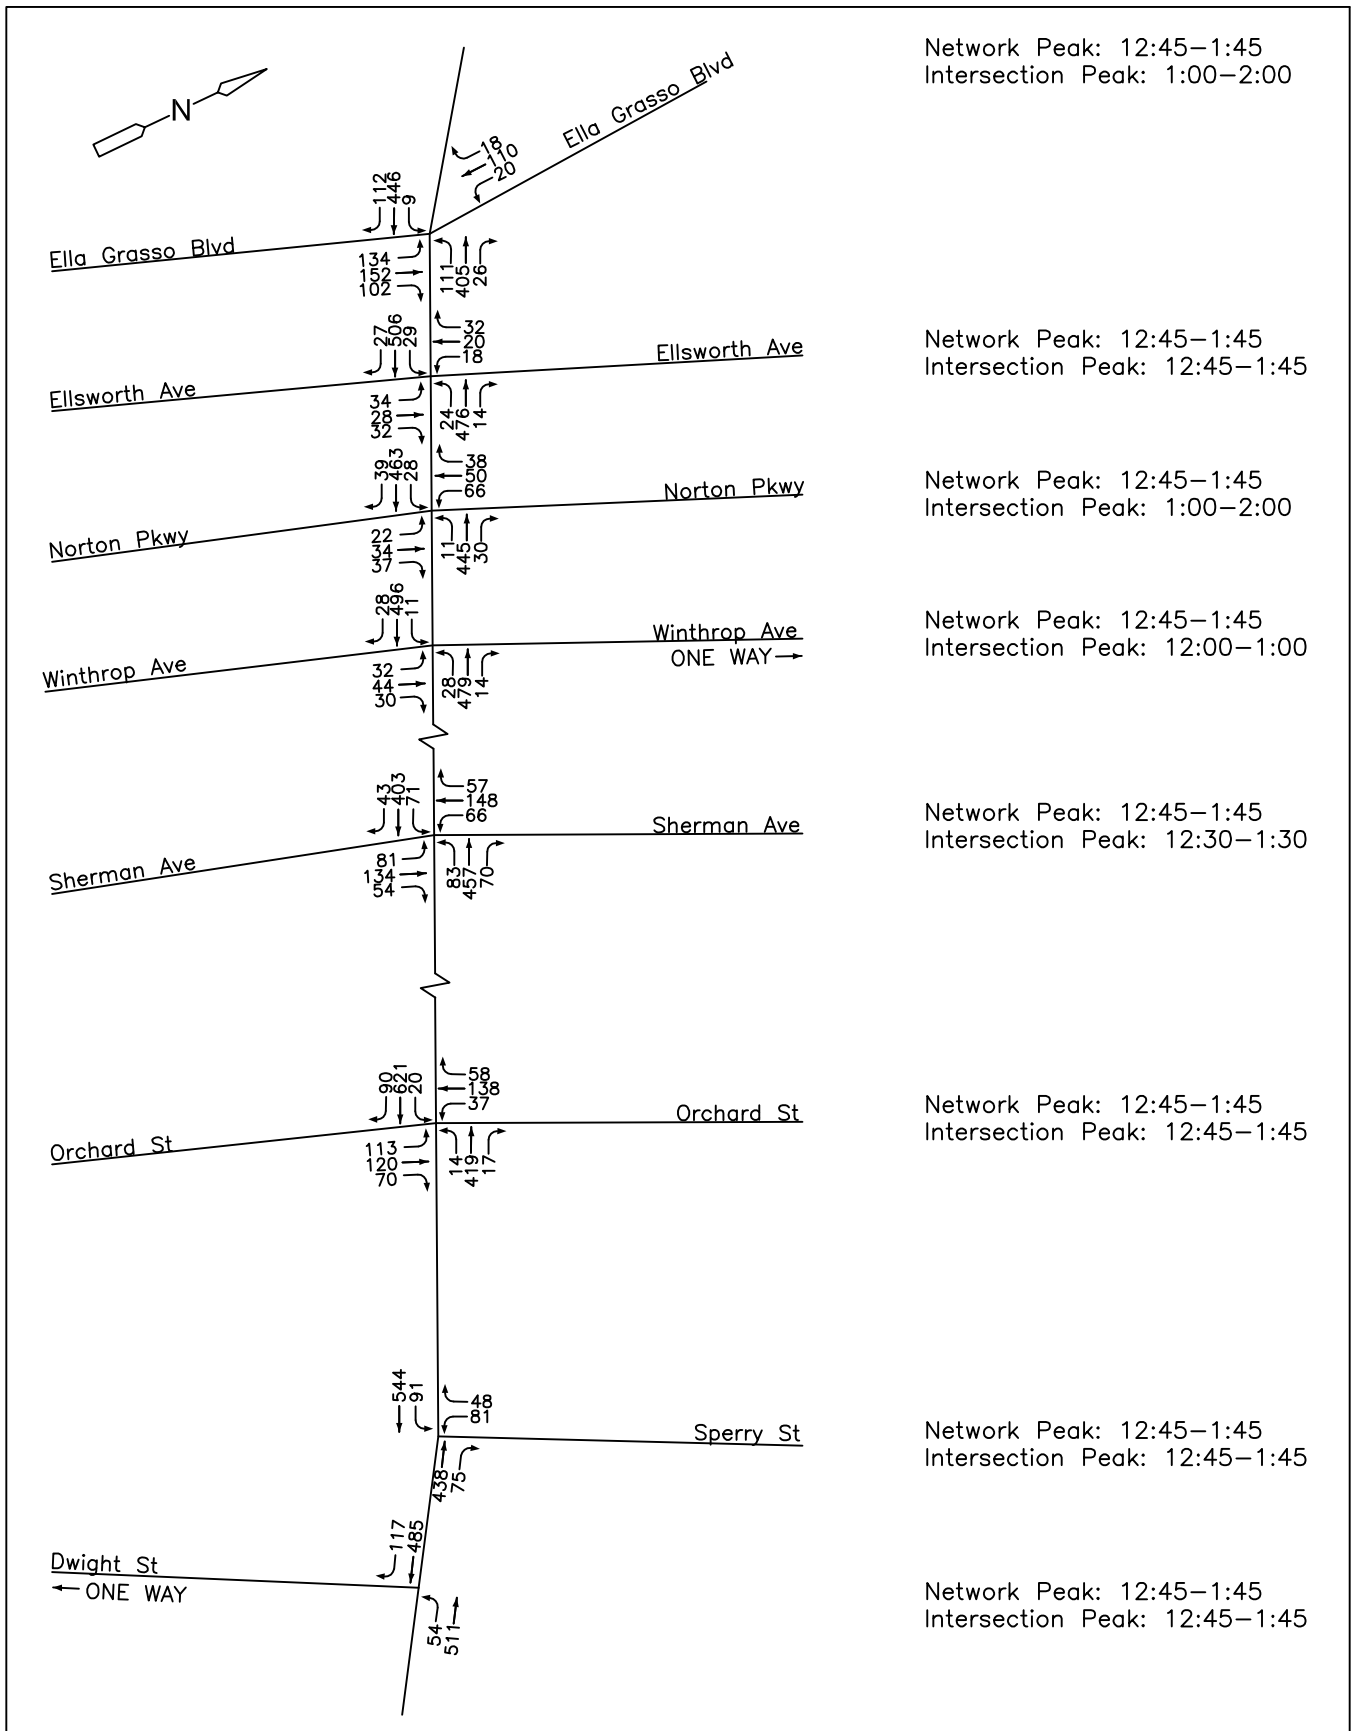 Network Peak: 12:45-1:45
Intersection Peak: 1:00-2:00
N
Ella Grasso Blvd
18
110
20
112
446
9
Ella Grasso Blvd
134
152
102
111
405
26
27
506
29
32
20
18
Ellsworth Ave
Network Peak: 12:45-1:45
Intersection Peak: 12:45-1:45
Ellsworth Ave
34
28
32
24
476
14
39
463
28
38
50
66
Norton Pkwy
Network Peak: 12:45-1:45
Intersection Peak: 1:00-2:00
Norton Pkwy
22
34
37
11
445
30
28
496
11
Winthrop Ave
ONE WAY
Network Peak: 12:45-1:45
Intersection Peak: 12:00-1:00
Winthrop Ave
32
44
30
28
479
14
43
403
71
57
148
66
Sherman Ave
Network Peak: 12:45-1:45
Intersection Peak: 12:30-1:30
Sherman Ave
81
134
54
83
457
70
90
621
20
58
138
37
Orchard St
Network Peak: 12:45-1:45
Intersection Peak: 12:45-1:45
Orchard St
113
120
70
14
419
17
544
91
48
81
Sperry St
Network Peak: 12:45-1:45
Intersection Peak: 12:45-1:45
438
75
117
485
Dwight St
ONE WAY
Network Peak: 12:45-1:45
Intersection Peak: 12:45-1:45
54
511